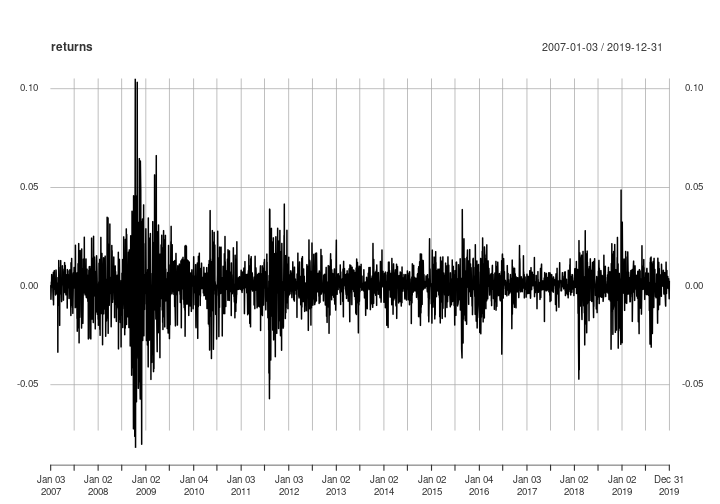 returns 2007-01-03 / 2019-12-31
0.10 0.10
0.05 0.05
0.00 0.00
-0.05 -0.05
Jan 03 Jan 02 Jan 02 Jan 04 Jan 03 Jan 03 Jan 02 Jan 02 Jan 02 Jan 04 Jan 03 Jan 02 Jan 02 Dec 31
2007 2008 2009 2010 2011 2012 2013 2014 2015 2016 2017 2018 2019 2019